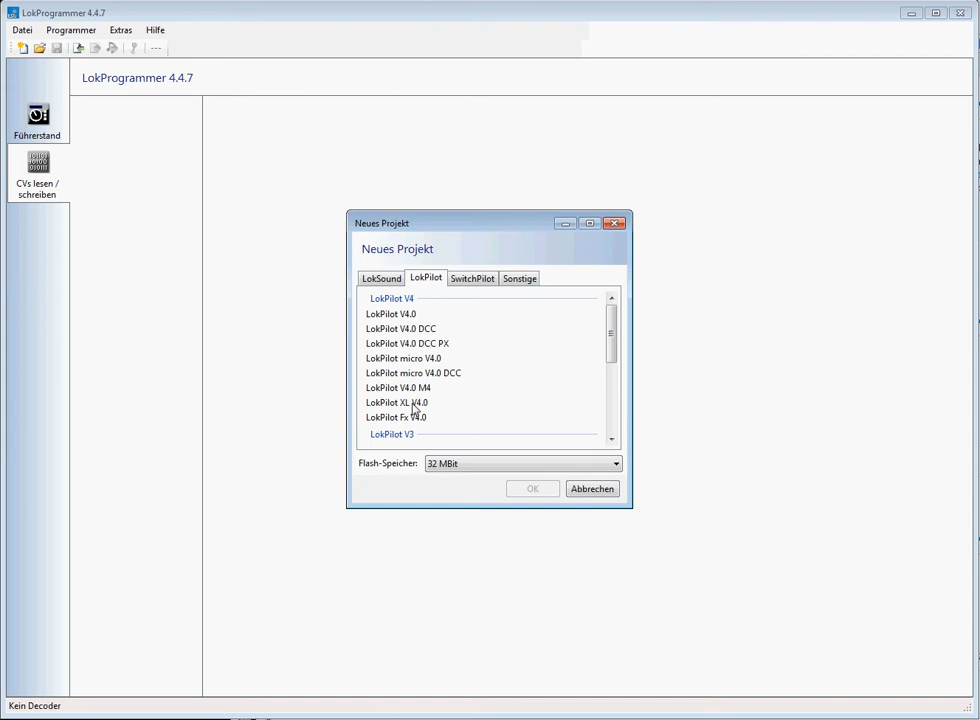 LokProgrammer 4.4.7
Datei Programmer Extras Hilfe
LokProgrammer 4.4.7
Führerstand
CVs lesen /
schreiben
Neues Projekt
Neues Projekt
LokSound LokPilot SwitchPilot Sonstige
LokPilot V4
LokPilot V4.0
LokPilot V4.0 DCC
LokPilot V4.0 DCC PX
LokPilot micro V4.0
LokPilot micro V4.0 DCC
LokPilot V4.0 M4
LokPilot XL V4.0
LokPilot Fx V4.0
LokPilot V3
Flash-Speicher: 32 MBit
OK Abbrechen
Kein Decoder